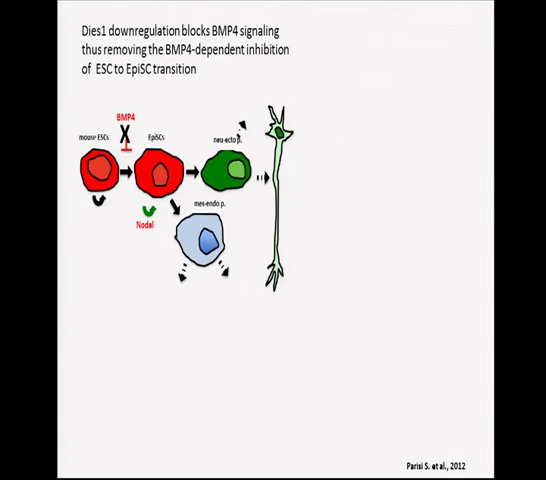 Dies1 downregulation blocks BMP4 signaling
thus removing the BMP4-dependent inhibition
of ESC to EpiSC transition
BMP4
mouse ESCs
EpiSCs
neu-ecto p.
mes-endo p.
Nodal
Parisi S. et al., 2012